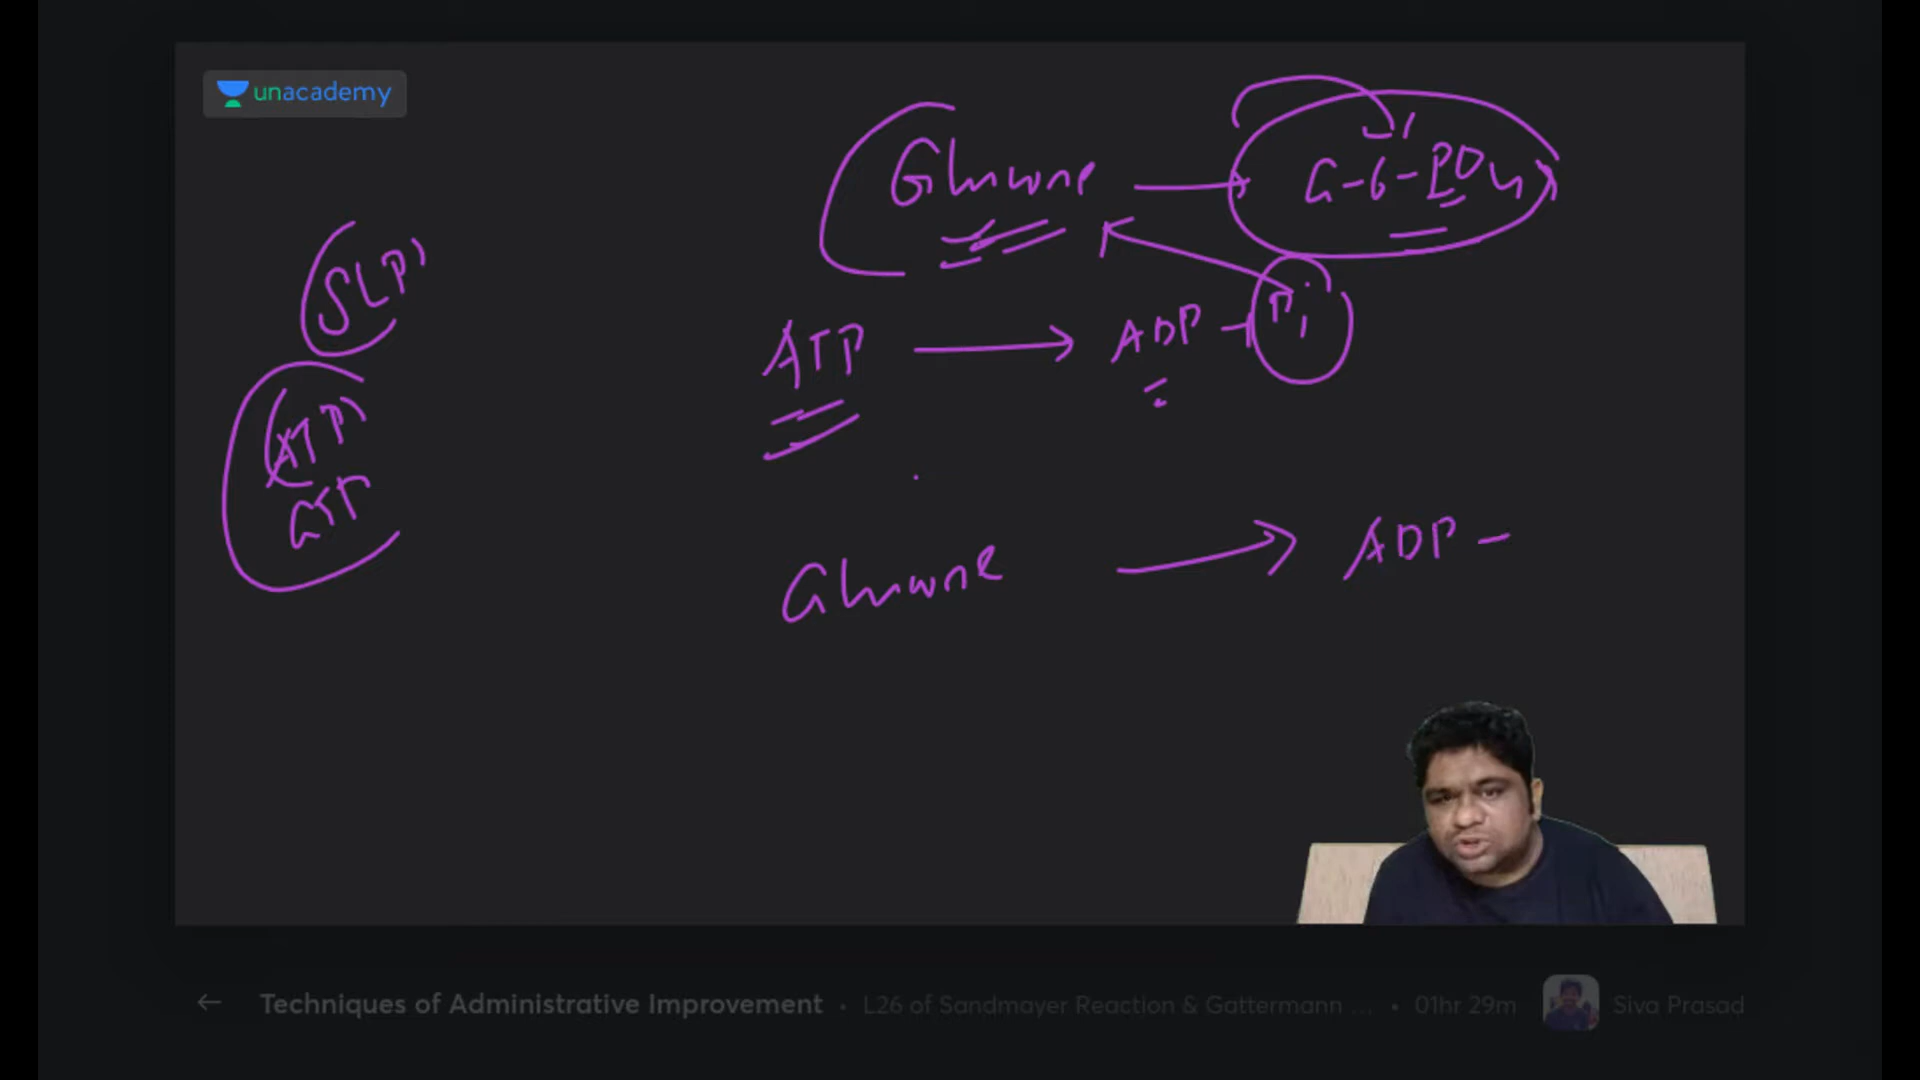 unacademy
Glucose G-6-PO4
SLP
ATP ADP - Pi
ATP
GTP
Glucose ADP -
Techniques of Administrative Improvement • L26 of Sandmayer Reaction & Gattermann ... • 01hr 29m Siva Prasad